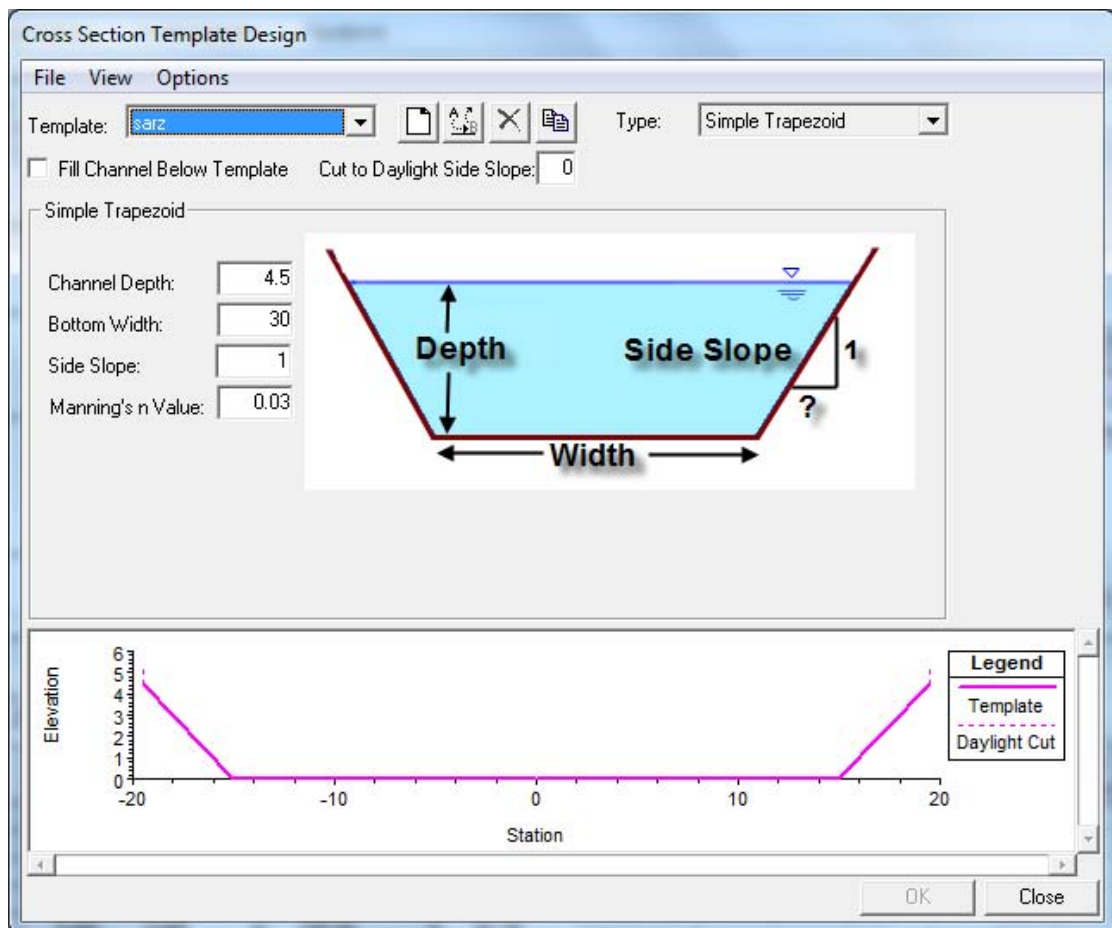 Cross Section Template Design
File View Options
Template: sarz Type: Simple Trapezoid
Fill Channel Below Template Cut to Daylight Side Slope: 0
Simple Trapezoid
Channel Depth: 4.5
Bottom Width: 30
Side Slope: 1
Manning's n Value: 0.03
Depth
Side Slope
1
?
Width
Elevation
6
5
4
3
2
1
0
-20 -10 0 10 20
Station
Legend
Template
Daylight Cut
OK Close